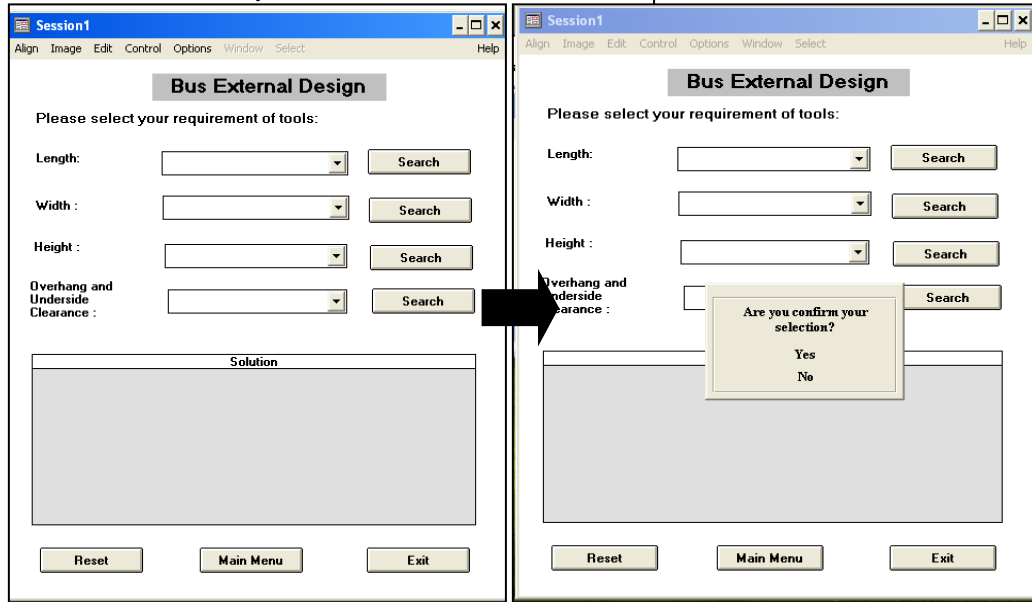 Session1
Align Image Edit Control Options Window Select Help
Bus External Design
Please select your requirement of tools:
Length:
Search
Width :
Search
Height :
Search
Overhang and
Underside
Clearance :
Search
Solution
Reset Main Menu Exit
Session1
Align Image Edit Control Options Window Select Help
Bus External Design
Please select your requirement of tools:
Length:
Search
Width :
Search
Height :
Search
Overhang and
nderside
earance :
Search
Are you confirm your
selection?
Yes
No
Reset Main Menu Exit